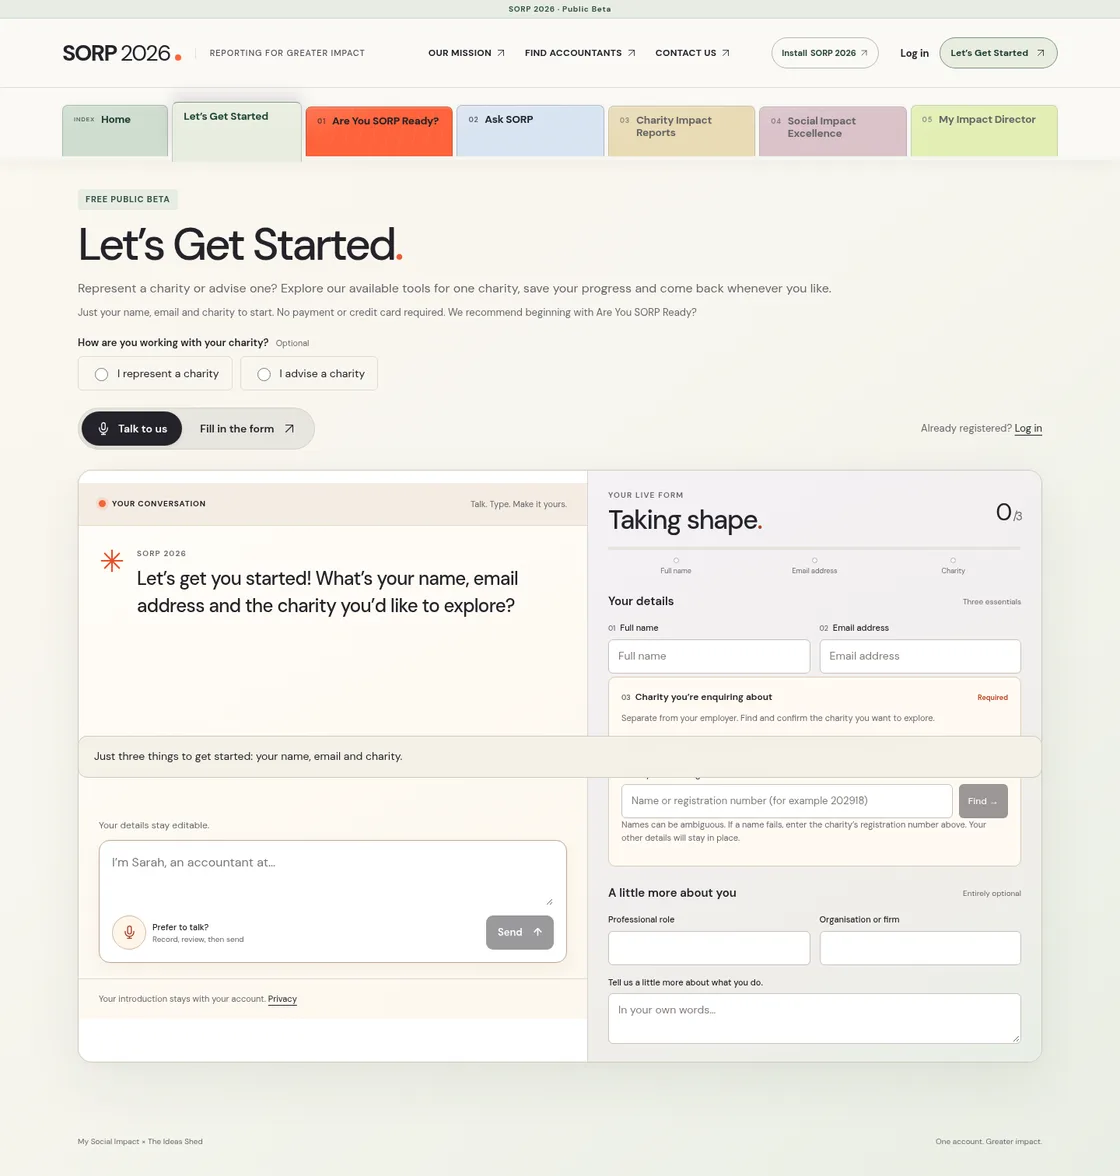 SORP 2026 · Public Beta
SORP 2026.
REPORTING FOR GREATER IMPACT
OUR MISSION ↗
FIND ACCOUNTANTS ↗
CONTACT US ↗
Install SORP 2026 ↗
Log in
Let's Get Started ↗
INDEX Home
Let's Get Started
01 Are You SORP Ready?
02 Ask SORP
03 Charity Impact
Reports
04 Social Impact
Excellence
05 My Impact Director
FREE PUBLIC BETA
Let's Get Started.
Represent a charity or advise one? Explore our available tools for one charity, save your progress and come back whenever you like.
Just your name, email and charity to start. No payment or credit card required. We recommend beginning with Are You SORP Ready?
How are you working with your charity? Optional
I represent a charity
I advise a charity
Talk to us
Fill in the form ↗
Already registered? Log in
YOUR CONVERSATION
Talk. Type. Make it yours.
SORP 2026
Let's get you started! What's your name, email
address and the charity you'd like to explore?
YOUR LIVE FORM
Taking shape.
0/3
Full name
Email address
Charity
Your details
Three essentials
01 Full name
02 Email address
Full name
Email address
03 Charity you're enquiring about
Required
Separate from your employer. Find and confirm the charity you want to explore.
Just three things to get started: your name, email and charity.
Name or registration number (for example 202918)
Find →
Names can be ambiguous. If a name fails, enter the charity's registration number above. Your
other details will stay in place.
Your details stay editable.
I'm Sarah, an accountant at...
Prefer to talk?
Record, review, then send
Send ↑
Your introduction stays with your account. Privacy
A little more about you
Entirely optional
Professional role
Organisation or firm
Tell us a little more about what you do.
In your own words...
My Social Impact × The Ideas Shed
One account. Greater impact.